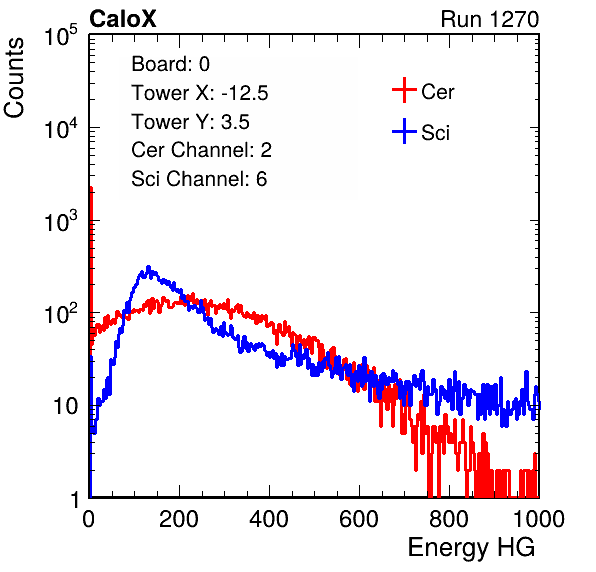 CaloX Run 1270
Counts
10^5
10^4
10^3
10^2
10
1
Board: 0
Tower X: -12.5
Tower Y: 3.5
Cer Channel: 2
Sci Channel: 6
Cer
Sci
0 200 400 600 800 1000
Energy HG